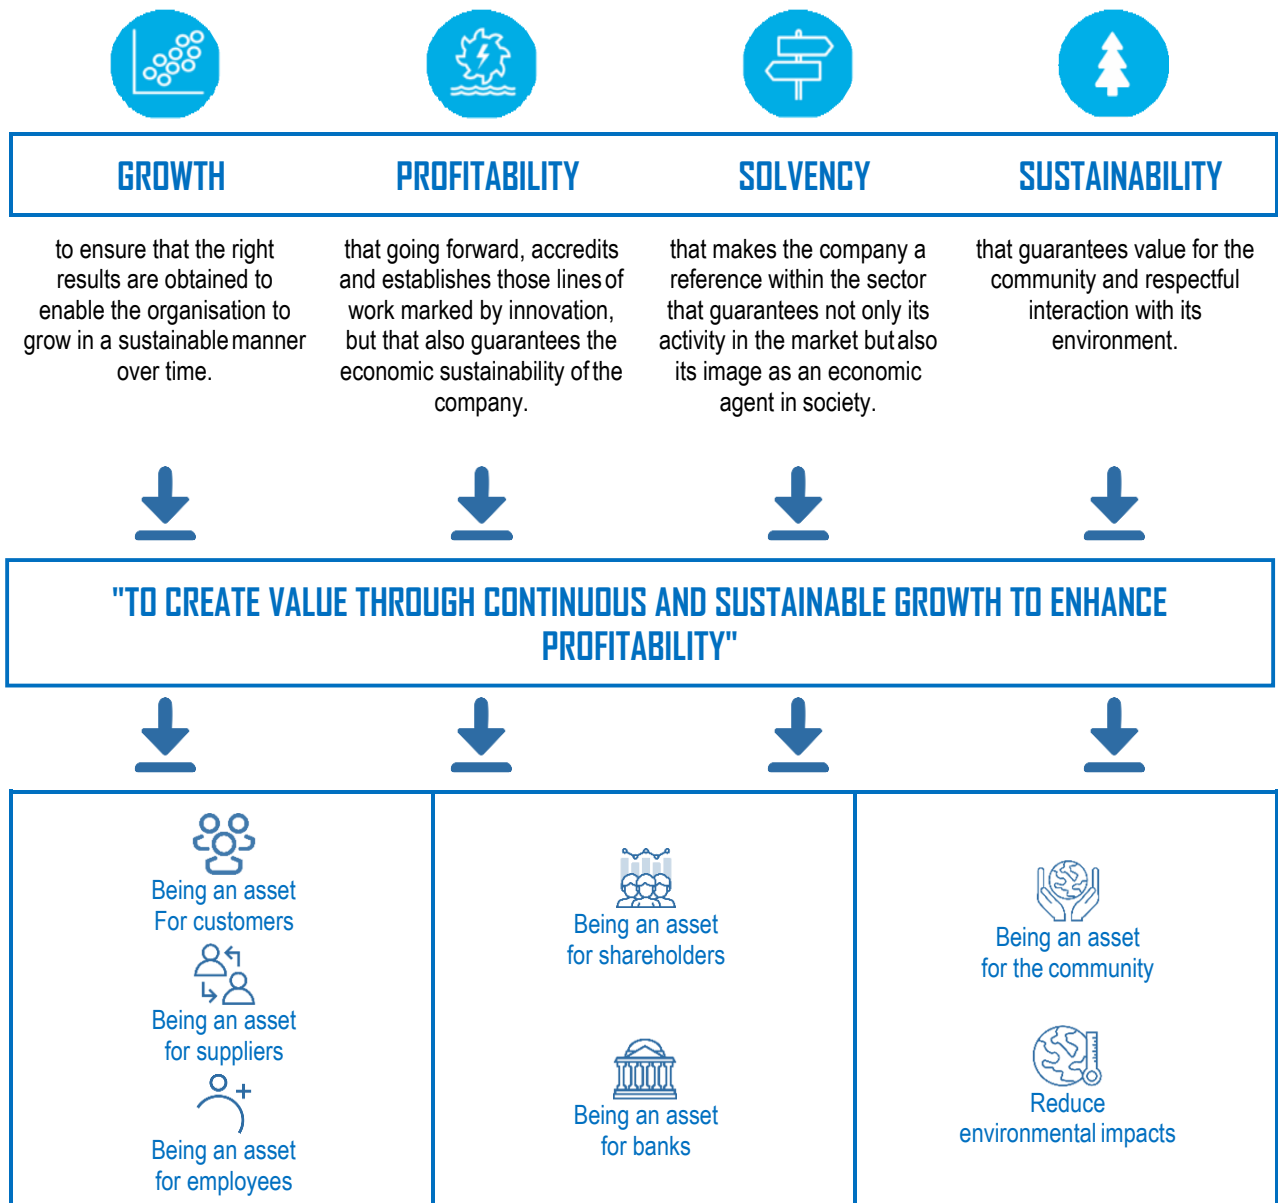 GROWTH
PROFITABILITY
SOLVENCY
SUSTAINABILITY
to ensure that the right
results are obtained to
enable the organisation to
grow in a sustainable manner
over time.
that going forward, accredits
and establishes those lines of
work marked by innovation,
but that also guarantees the
economic sustainability of the
company.
that makes the company a
reference within the sector
that guarantees not only its
activity in the market but also
its image as an economic
agent in society.
that guarantees value for the
community and respectful
interaction with its
environment.
"TO CREATE VALUE THROUGH CONTINUOUS AND SUSTAINABLE GROWTH TO ENHANCE
PROFITABILITY"
Being an asset
For customers
Being an asset
for suppliers
Being an asset
for employees
Being an asset
for shareholders
Being an asset
for banks
Being an asset
for the community
Reduce
environmental impacts